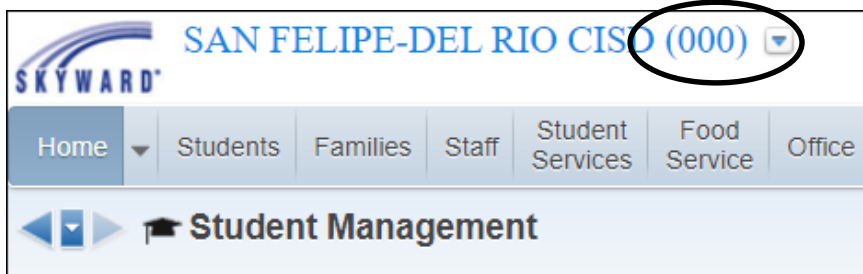 SAN FELIPE-DEL RIO CISD (000)
SKYWARD®
Home Students Families Staff Student Services Food Service Office
Student Management